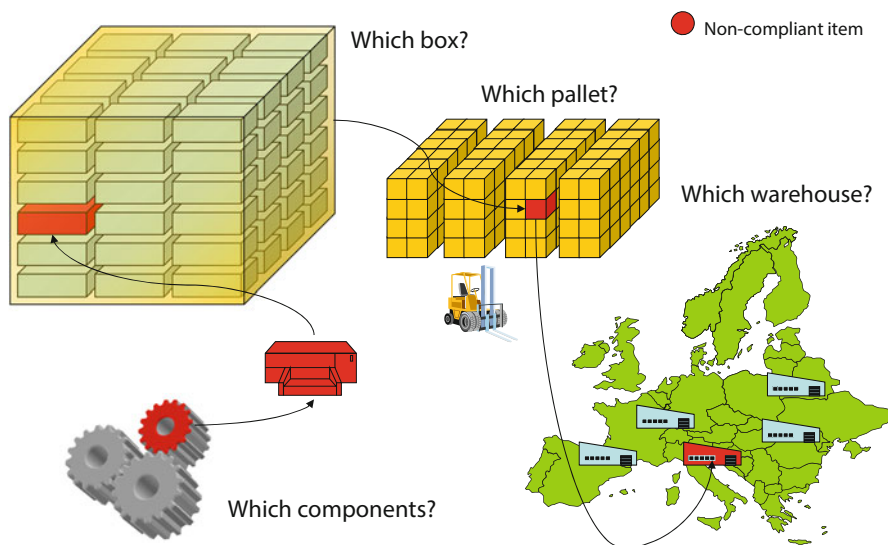 Non-compliant item
Which box?
Which pallet?
Which warehouse?
Which components?